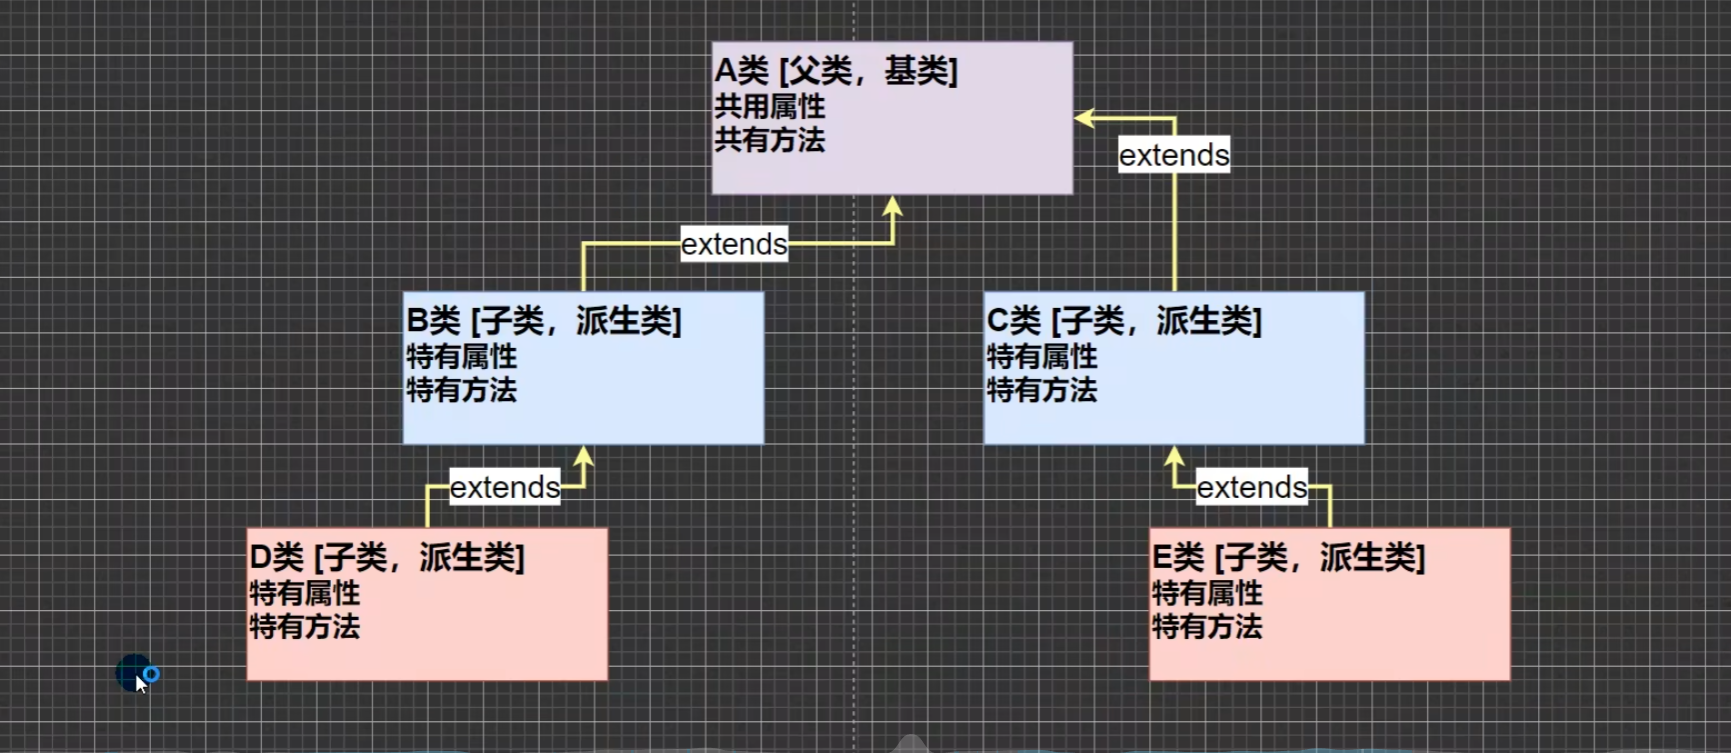 A类 [父类，基类]
共用属性
共有方法
extends
extends
B类 [子类，派生类]
特有属性
特有方法
C类 [子类，派生类]
特有属性
特有方法
extends
extends
D类 [子类，派生类]
特有属性
特有方法
E类 [子类，派生类]
特有属性
特有方法